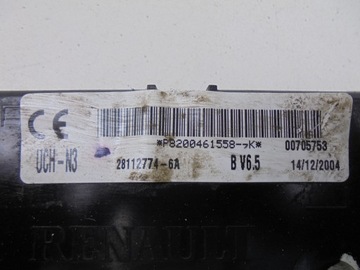 CE
*P8200461558-→K*
00705753
UCH-N3
28112774-6A
B V6.5
14/12/2004
RENAULT